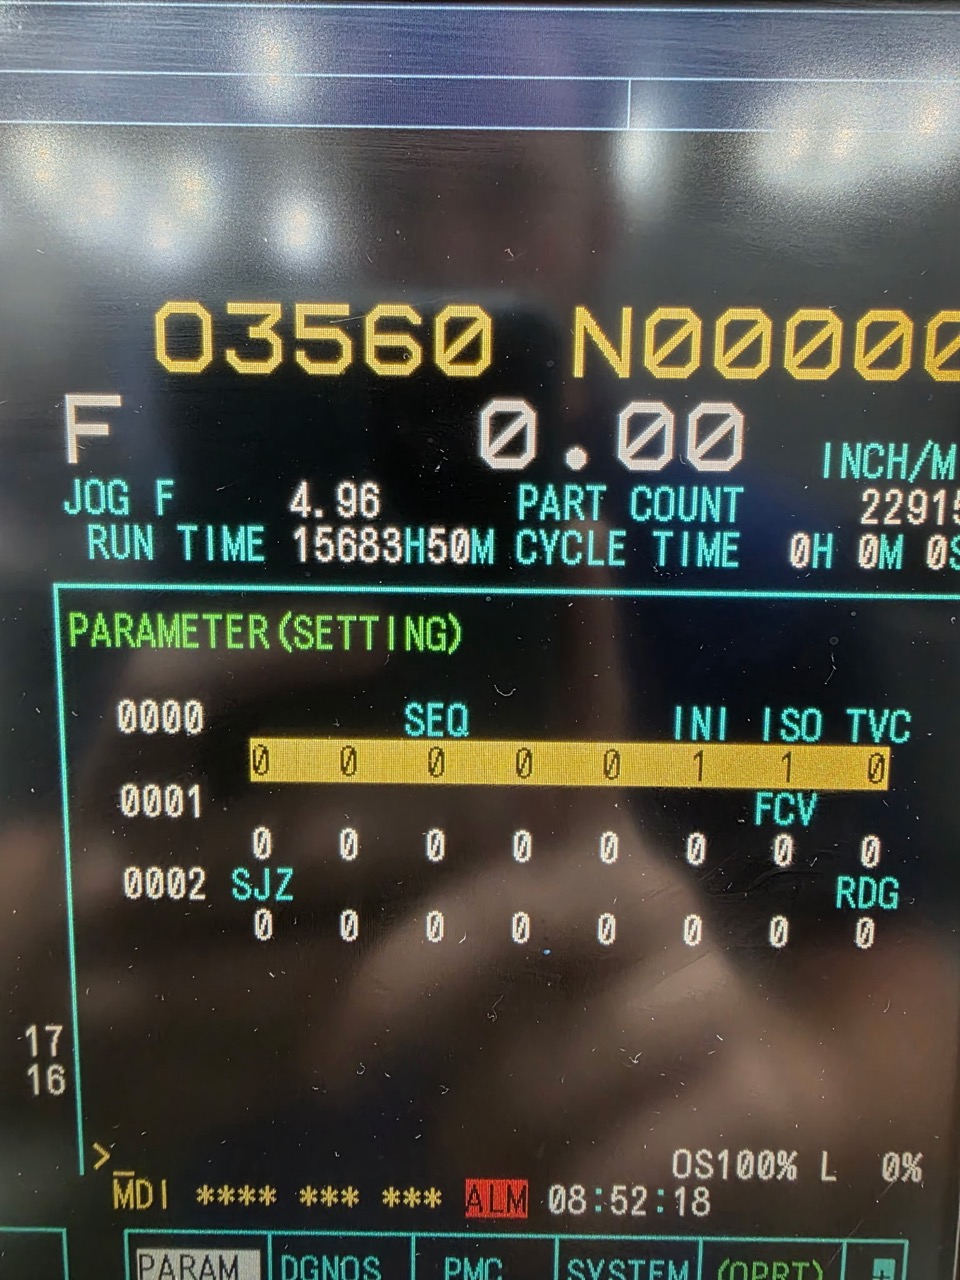 O3560 N00000
F 0.00 INCH/M
JOG F 4.96 PART COUNT 22915
RUN TIME 15683H50M CYCLE TIME 0H 0M 0S
PARAMETER(SETTING)
0000 SEQ INI ISO TVC
0 0 0 0 0 1 1 0
0001 FCV
0 0 0 0 0 0 0 0
0002 SJZ RDG
0 0 0 0 0 0 0 0
17
16
>_
OS100% L 0%
MDI **** *** *** ALM 08:52:18
PARAM DGNOS PMC SYSTEM (OPRT) +